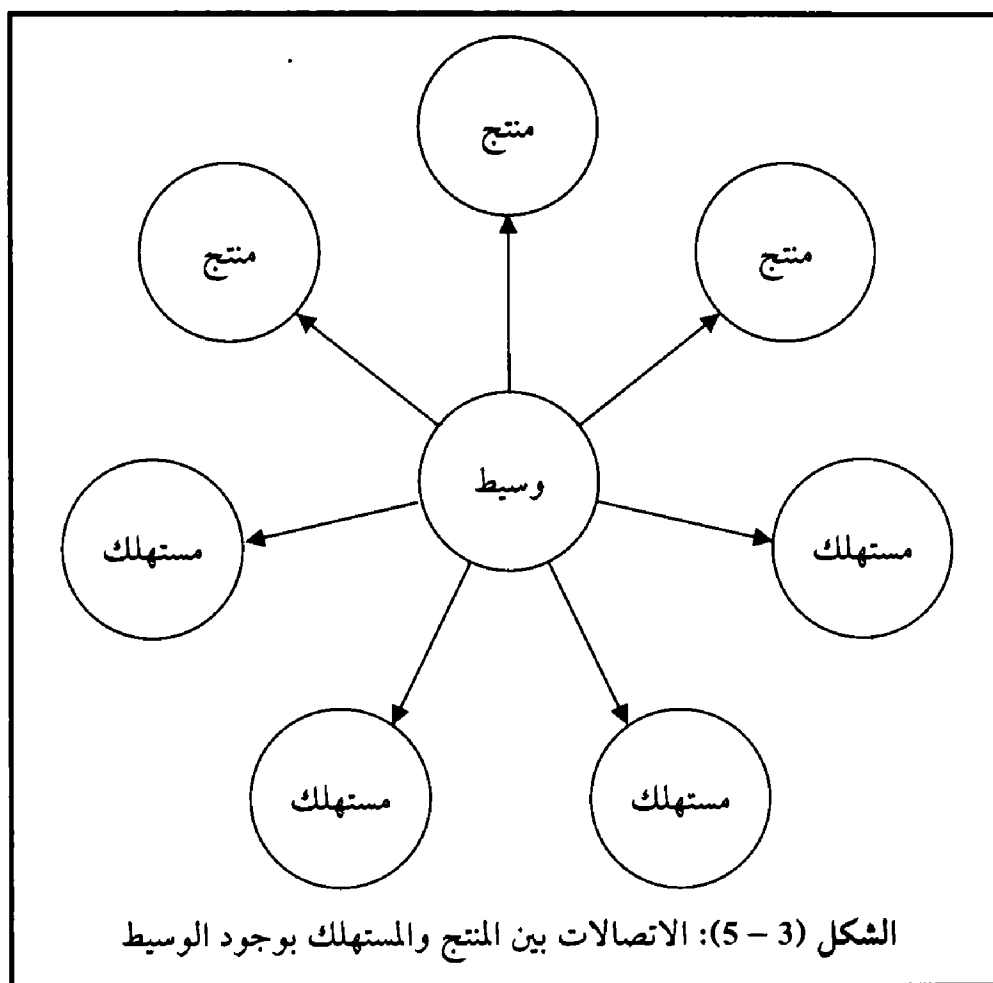 منتج
منتج
منتج
وسيط
مستهلك
مستهلك
مستهلك
مستهلك
الشكل (3 – 5): الاتصالات بين المنتج والمستهلك بوجود الوسيط